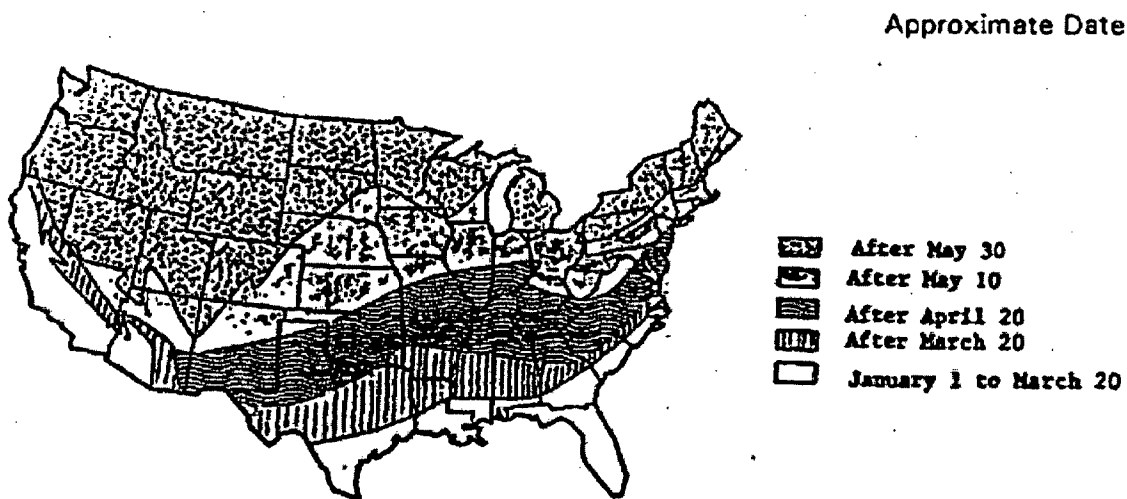 Approximate Date
After May 30
After May 10
After April 20
After March 20
January 1 to March 20